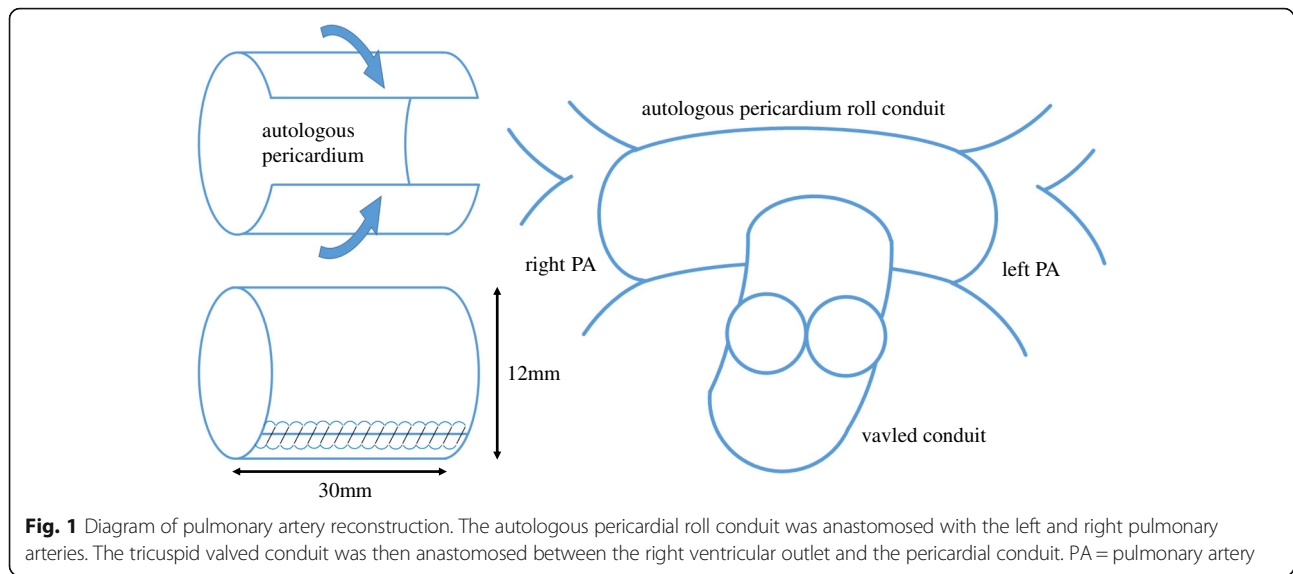 autologous
pericardium
12mm
30mm
autologous pericardium roll conduit
right PA
left PA
vavled conduit
Fig. 1 Diagram of pulmonary artery reconstruction. The autologous pericardial roll conduit was anastomosed with the left and right pulmonary
arteries. The tricuspid valved conduit was then anastomosed between the right ventricular outlet and the pericardial conduit. PA = pulmonary artery